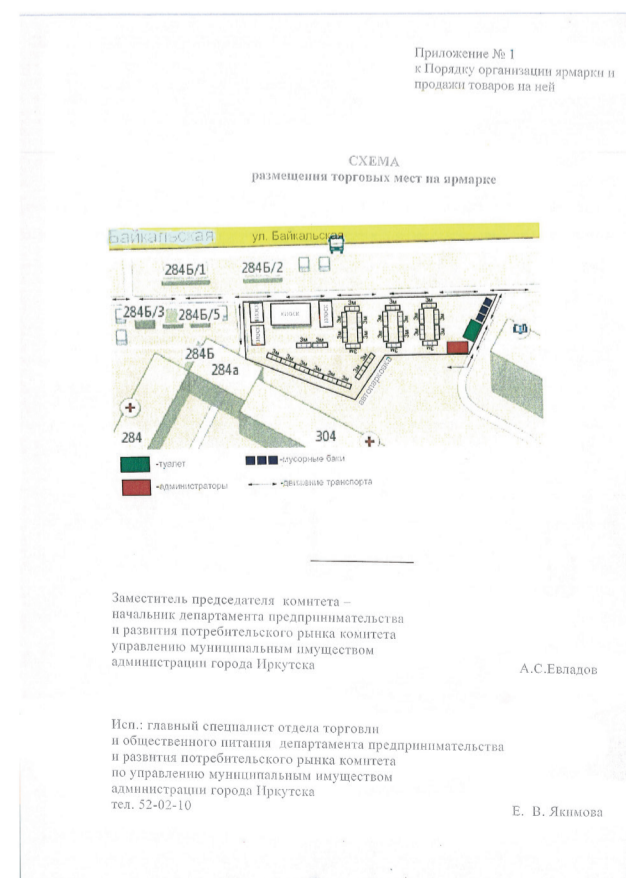 Приложение № 1
к Порядку организации ярмарки и
продажи товаров на ней
СХЕМА
размещения торговых мест на ярмарке
Байкальская
ул. Байкальская
284Б/1
284Б/2
284Б/3
284Б/5
284Б
284а
284
304
автопарковка
-туалет
-мусорные баки
-администраторы
-движение транспорта
Заместитель председателя комитета –
начальник департамента предпринимательства
и развития потребительского рынка комитета
управлению муниципальным имуществом
администрации города Иркутска
А.С.Евладов
Исп.: главный специалист отдела торговли
и общественного питания департамента предпринимательства
и развития потребительского рынка комитета
по управлению муниципальным имуществом
администрации города Иркутска
тел. 52-02-10
Е. В. Якимова